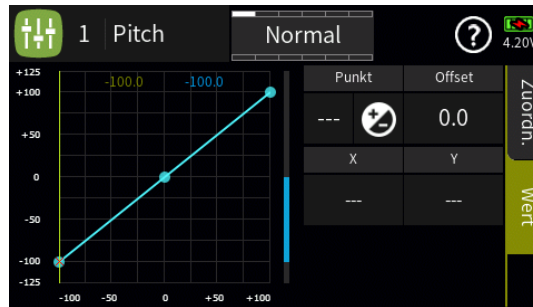 1 Pitch Normal ? 4.20V
+125 -100.0 -100.0 Punkt Offset Zuordn.
+100
--- 0.0
+50
X Y
0
--- --- Wert
-50
-100
-125
-100 -50 0 +50 +100